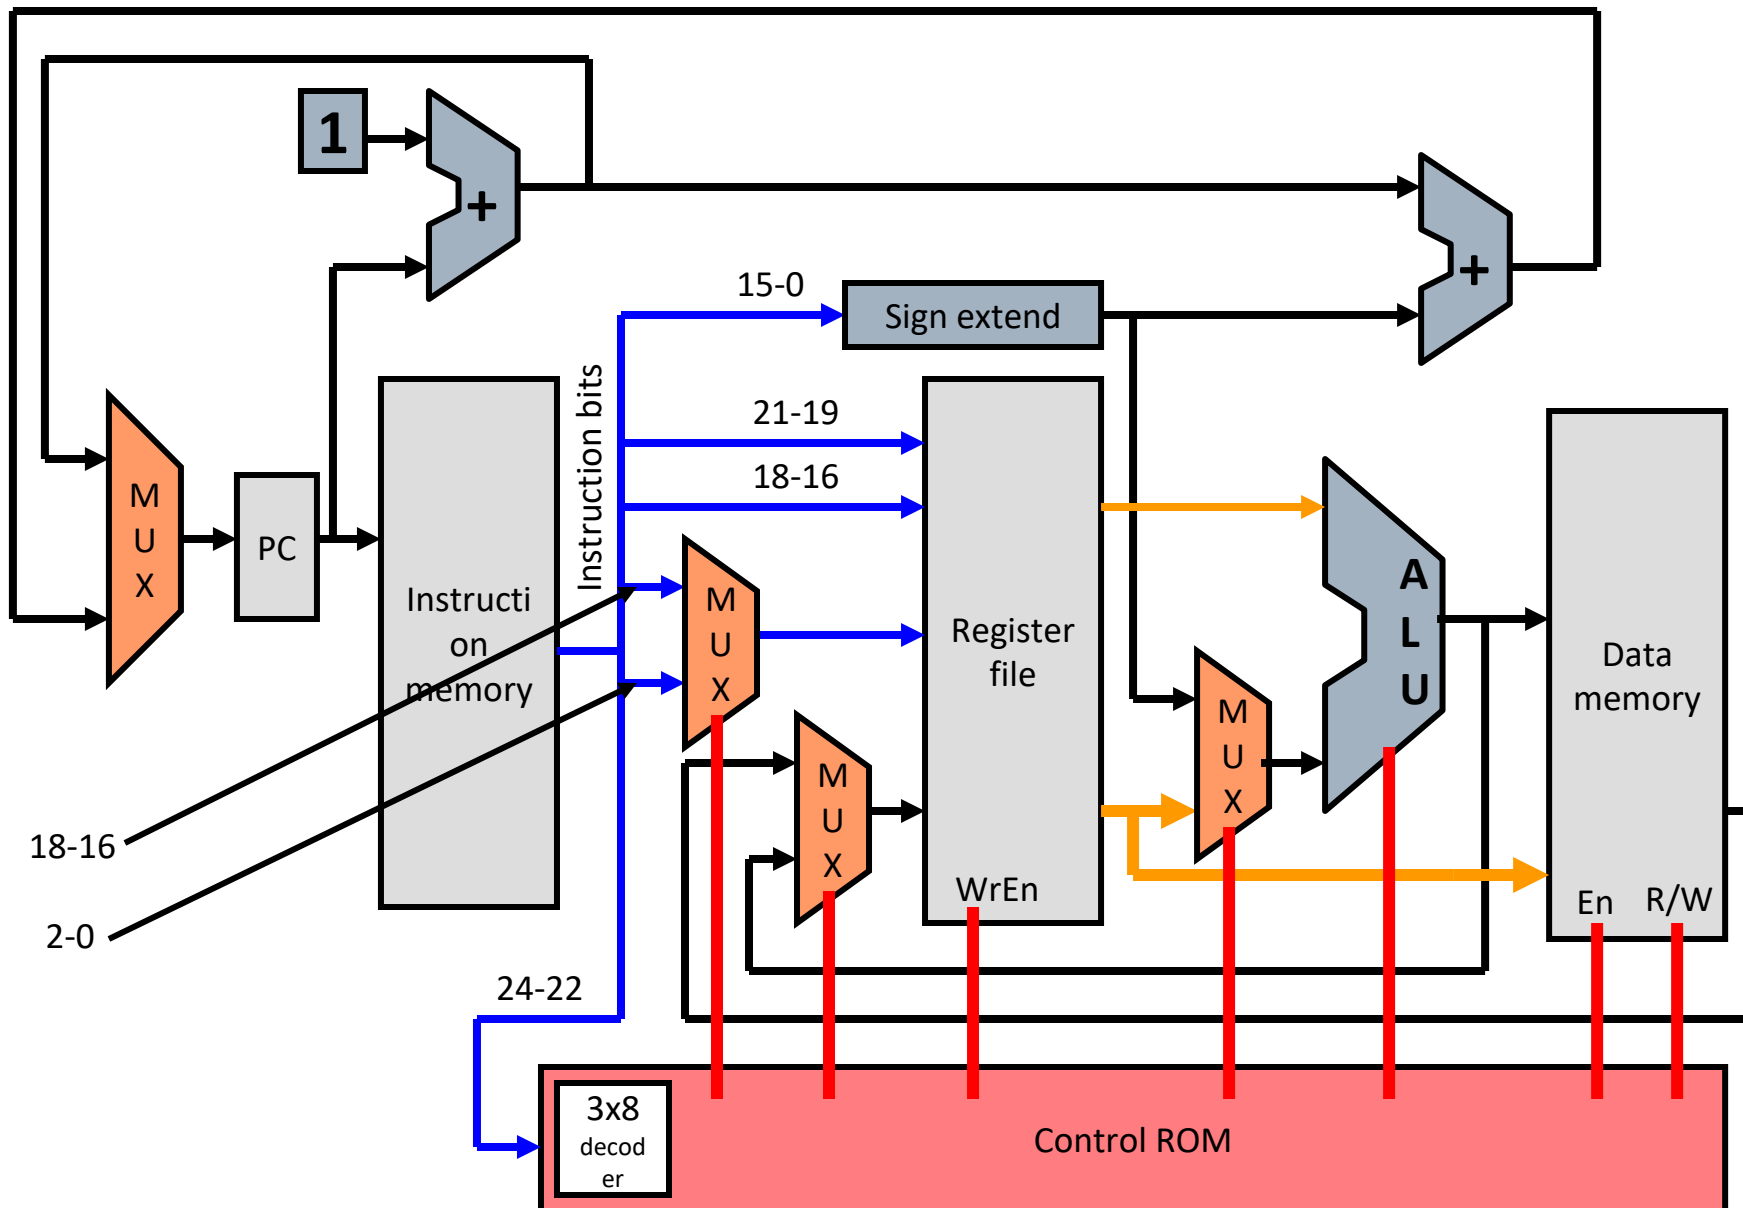 1
+
+
15-0
Sign extend
Instruction bits
21-19
18-16
M
U
X
PC
Instructi
on
memory
M
U
X
Register
file
A
L
U
Data
memory
M
U
X
M
U
X
18-16
2-0
WrEn
En
R/W
24-22
3x8
decod
er
Control ROM